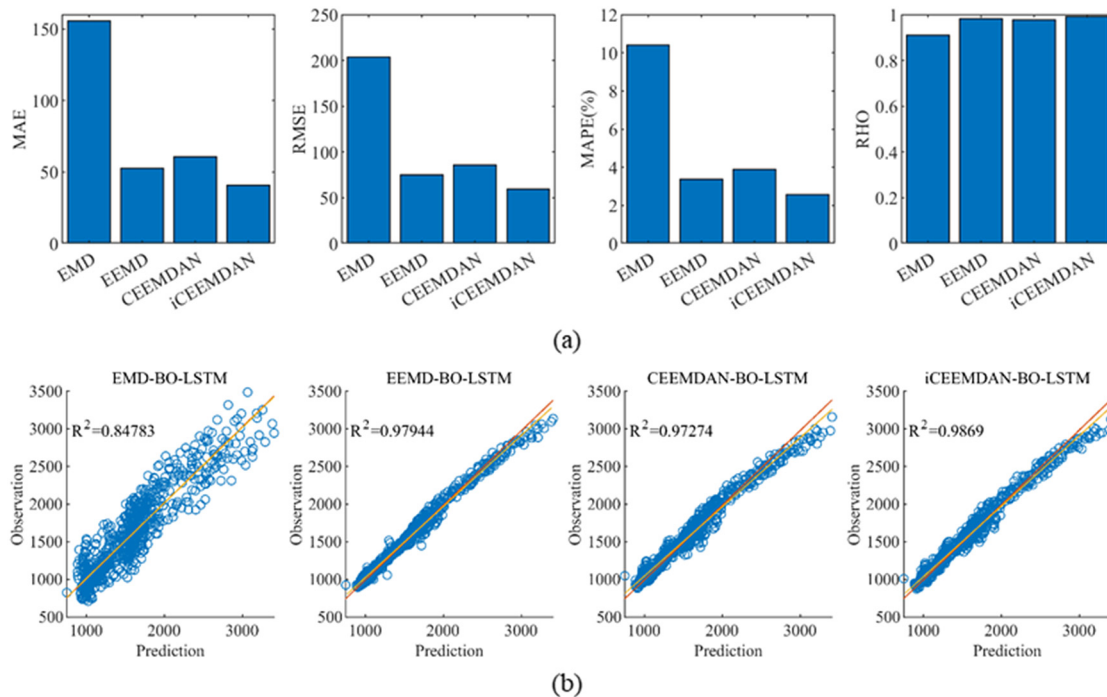 150
100
50
0
MAE
EMD
EEMD
CEEMDAN
iCEEMDAN
250
200
150
100
50
0
RMSE
EMD
EEMD
CEEMDAN
iCEEMDAN
12
10
8
6
4
2
0
MAPE(%)
EMD
EEMD
CEEMDAN
iCEEMDAN
1
0.8
0.6
0.4
0.2
0
RHO
EMD
EEMD
CEEMDAN
iCEEMDAN
(a)
EMD-BO-LSTM
R²=0.84783
3500
3000
2500
2000
1500
1000
500
Observation
1000 2000 3000
Prediction
EEMD-BO-LSTM
R²=0.97944
3500
3000
2500
2000
1500
1000
500
Observation
1000 2000 3000
Prediction
CEEMDAN-BO-LSTM
R²=0.97274
3500
3000
2500
2000
1500
1000
500
Observation
1000 2000 3000
Prediction
iCEEMDAN-BO-LSTM
R²=0.9869
3500
3000
2500
2000
1500
1000
500
Observation
1000 2000 3000
Prediction
(b)